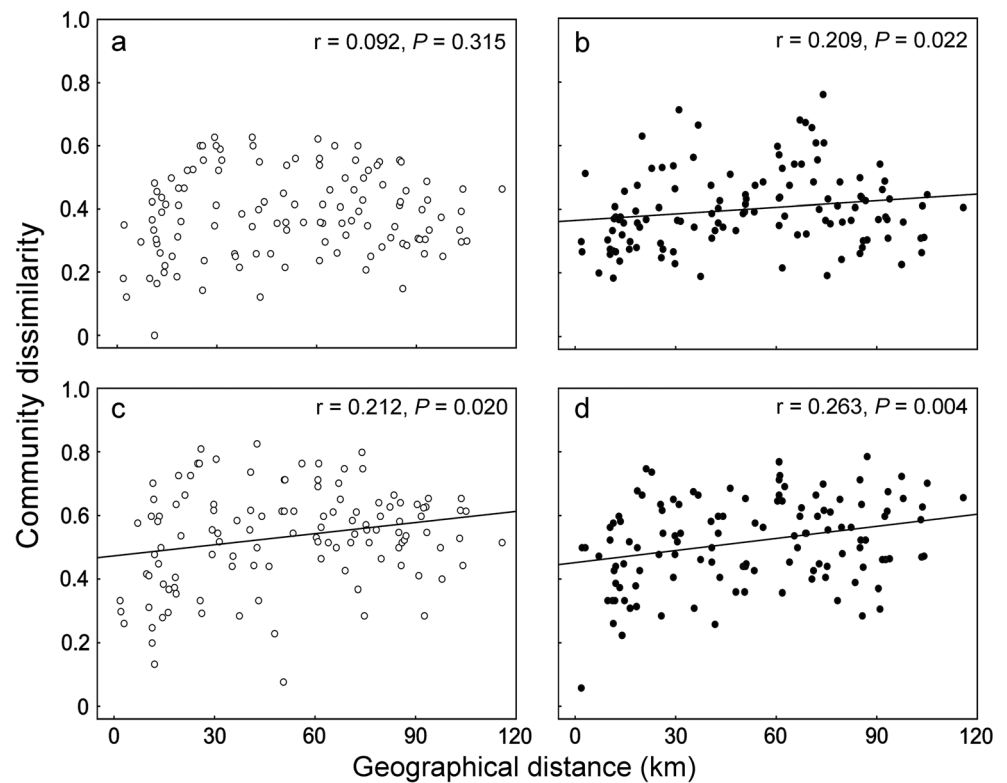 a
r = 0.092, P = 0.315
b
r = 0.209, P = 0.022
1.0
0.8
0.6
0.4
0.2
0
c
r = 0.212, P = 0.020
d
r = 0.263, P = 0.004
1.0
0.8
0.6
0.4
0.2
0
0 30 60 90 120
0 30 60 90 120
Community dissimilarity
Geographical distance (km)